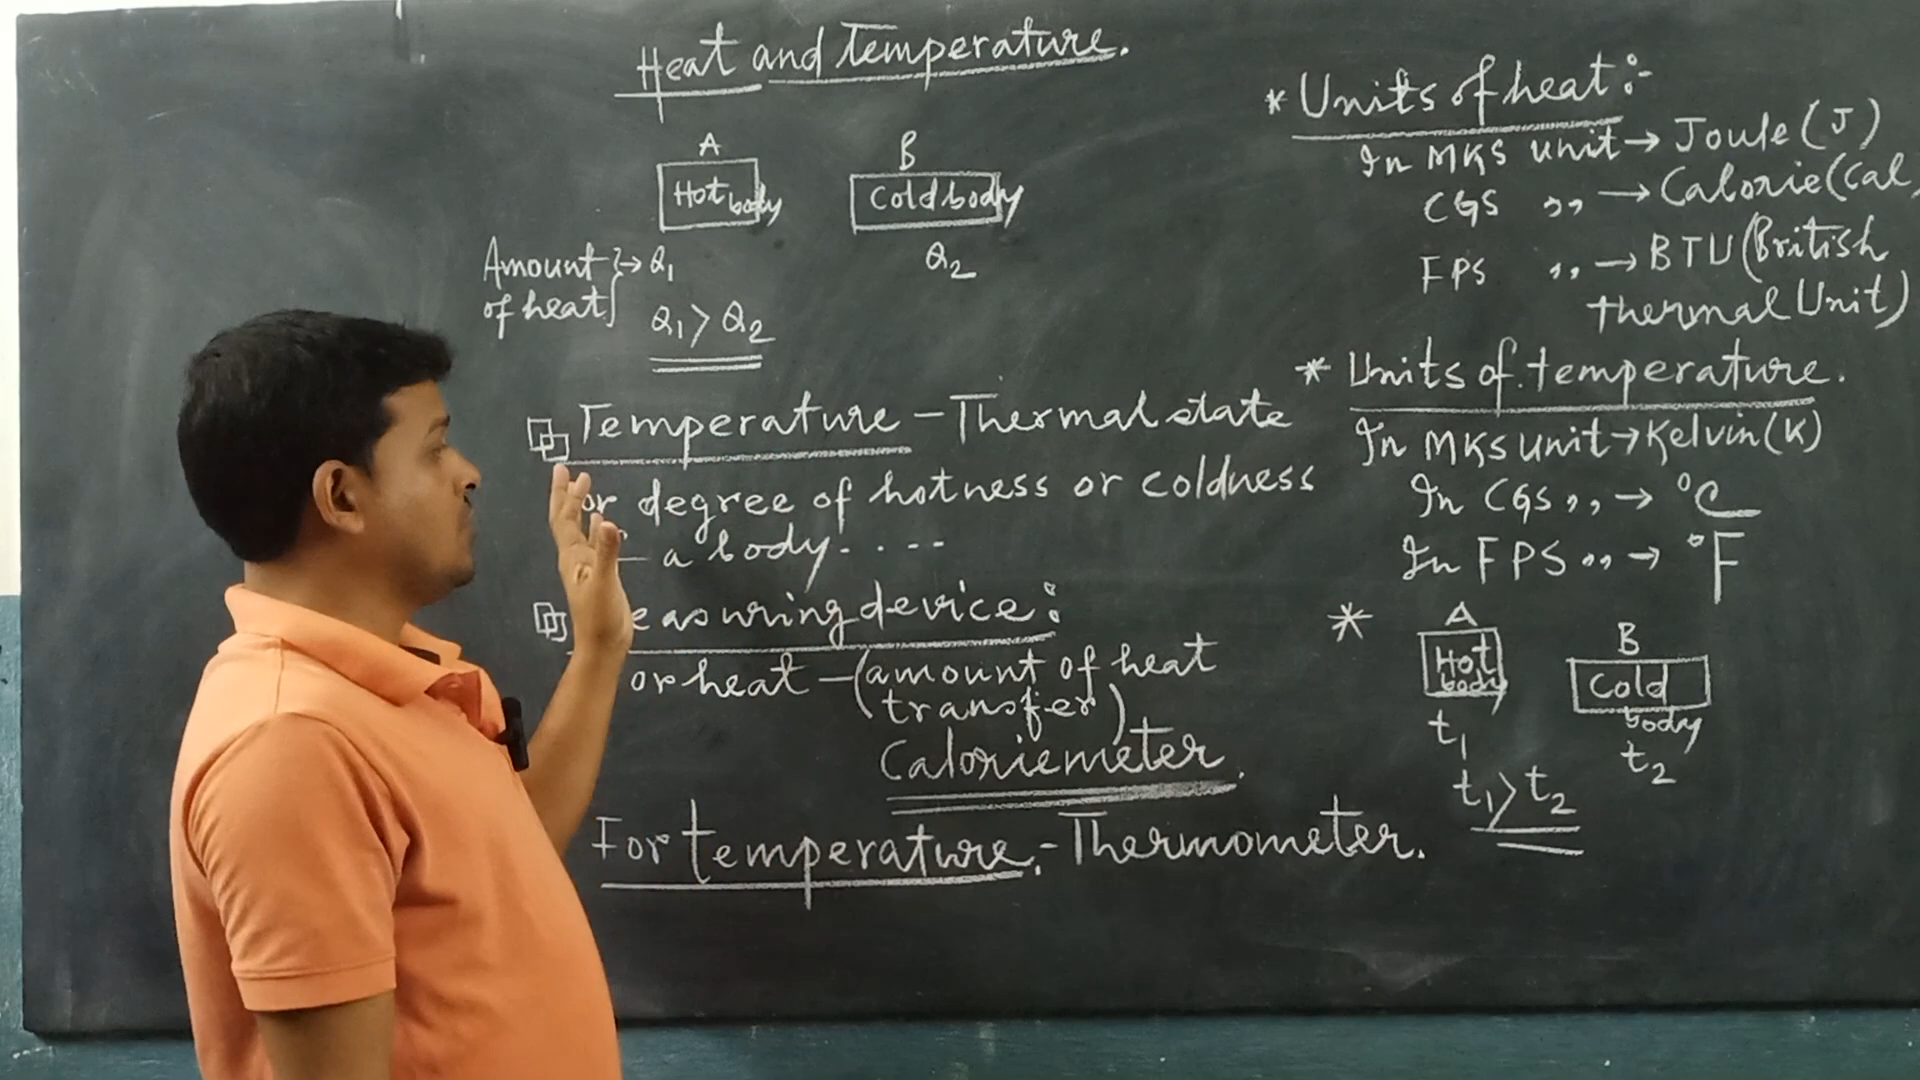 Heat and temperature.
A
B
Hot body
Cold body
Amount of heat } → Q1
Q2
Q1 > Q2
Temperature - Thermal state
or degree of hotness or coldness
a body. . . - -
easuring device :
or heat - (amount of heat
transfer)
Caloriemeter.
For temperature :- Thermometer.
* Units of heat :-
In MKS unit → Joule (J)
CGS ,, → Calorie (Cal,
FPS ,, → BTU (British
thermal Unit)
* Units of temperature.
In MKS unit → Kelvin (K)
In CGS ,, → °C
In FPS ,, → °F
*
A
B
Hot body
Cold body
t1
t2
t1 > t2